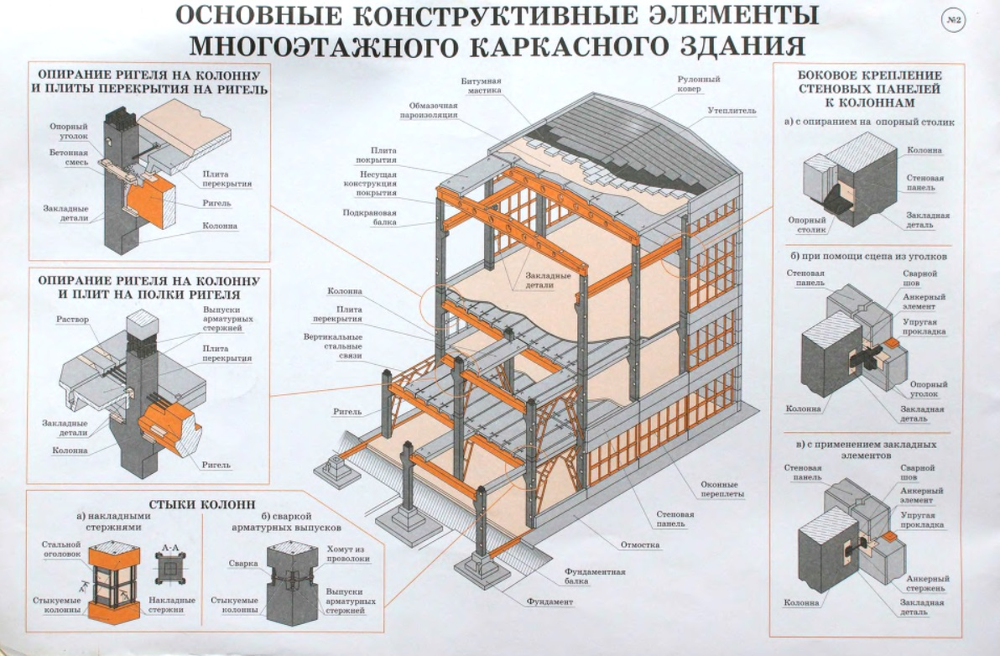 ОСНОВНЫЕ КОНСТРУКТИВНЫЕ ЭЛЕМЕНТЫ
МНОГОЭТАЖНОГО КАРКАСНОГО ЗДАНИЯ
№2
ОПИРАНИЕ РИГЕЛЯ НА КОЛОННУ
И ПЛИТЫ ПЕРЕКРЫТИЯ НА РИГЕЛЬ
Опорный
уголок
Бетонная
смесь
Закладные
детали
Плита
перекрытия
Ригель
Колонна
ОПИРАНИЕ РИГЕЛЯ НА КОЛОННУ
И ПЛИТ НА ПОЛКИ РИГЕЛЯ
Раствор
Выпуски
арматурных
стержней
Плита
перекрытия
Закладные
детали
Колонна
Ригель
СТЫКИ КОЛОНН
а) накладными
стержнями
Стальной
оголовок
А-А
А
А
Стыкуемые
колонны
Накладные
стержни
б) сваркой
арматурных выпусков
Сварка
Хомут из
проволоки
Стыкуемые
колонны
Выпуски
арматурных
стержней
Битумная
мастика
Обмазочная
пароизоляция
Рулонный
ковер
Утеплитель
Плита
покрытия
Несущая
конструкция
покрытия
Подкрановая
балка
Закладные
детали
Колонна
Плита
перекрытия
Вертикальные
стальные
связи
Ригель
Оконные
переплеты
Стеновая
панель
Отмостка
Фундаментная
балка
Фундамент
БОКОВОЕ КРЕПЛЕНИЕ
СТЕНОВЫХ ПАНЕЛЕЙ
К КОЛОННАМ
а) с опиранием на опорный столик
Колонна
Стеновая
панель
Опорный
столик
Закладная
деталь
б) при помощи сцепа из уголков
Стеновая
панель
Сварной
шов
Анкерный
элемент
Упругая
прокладка
Опорный
уголок
Колонна
Закладная
деталь
в) с применением закладных
элементов
Стеновая
панель
Сварной
шов
Анкерный
элемент
Упругая
прокладка
Анкерный
стержень
Колонна
Закладная
деталь